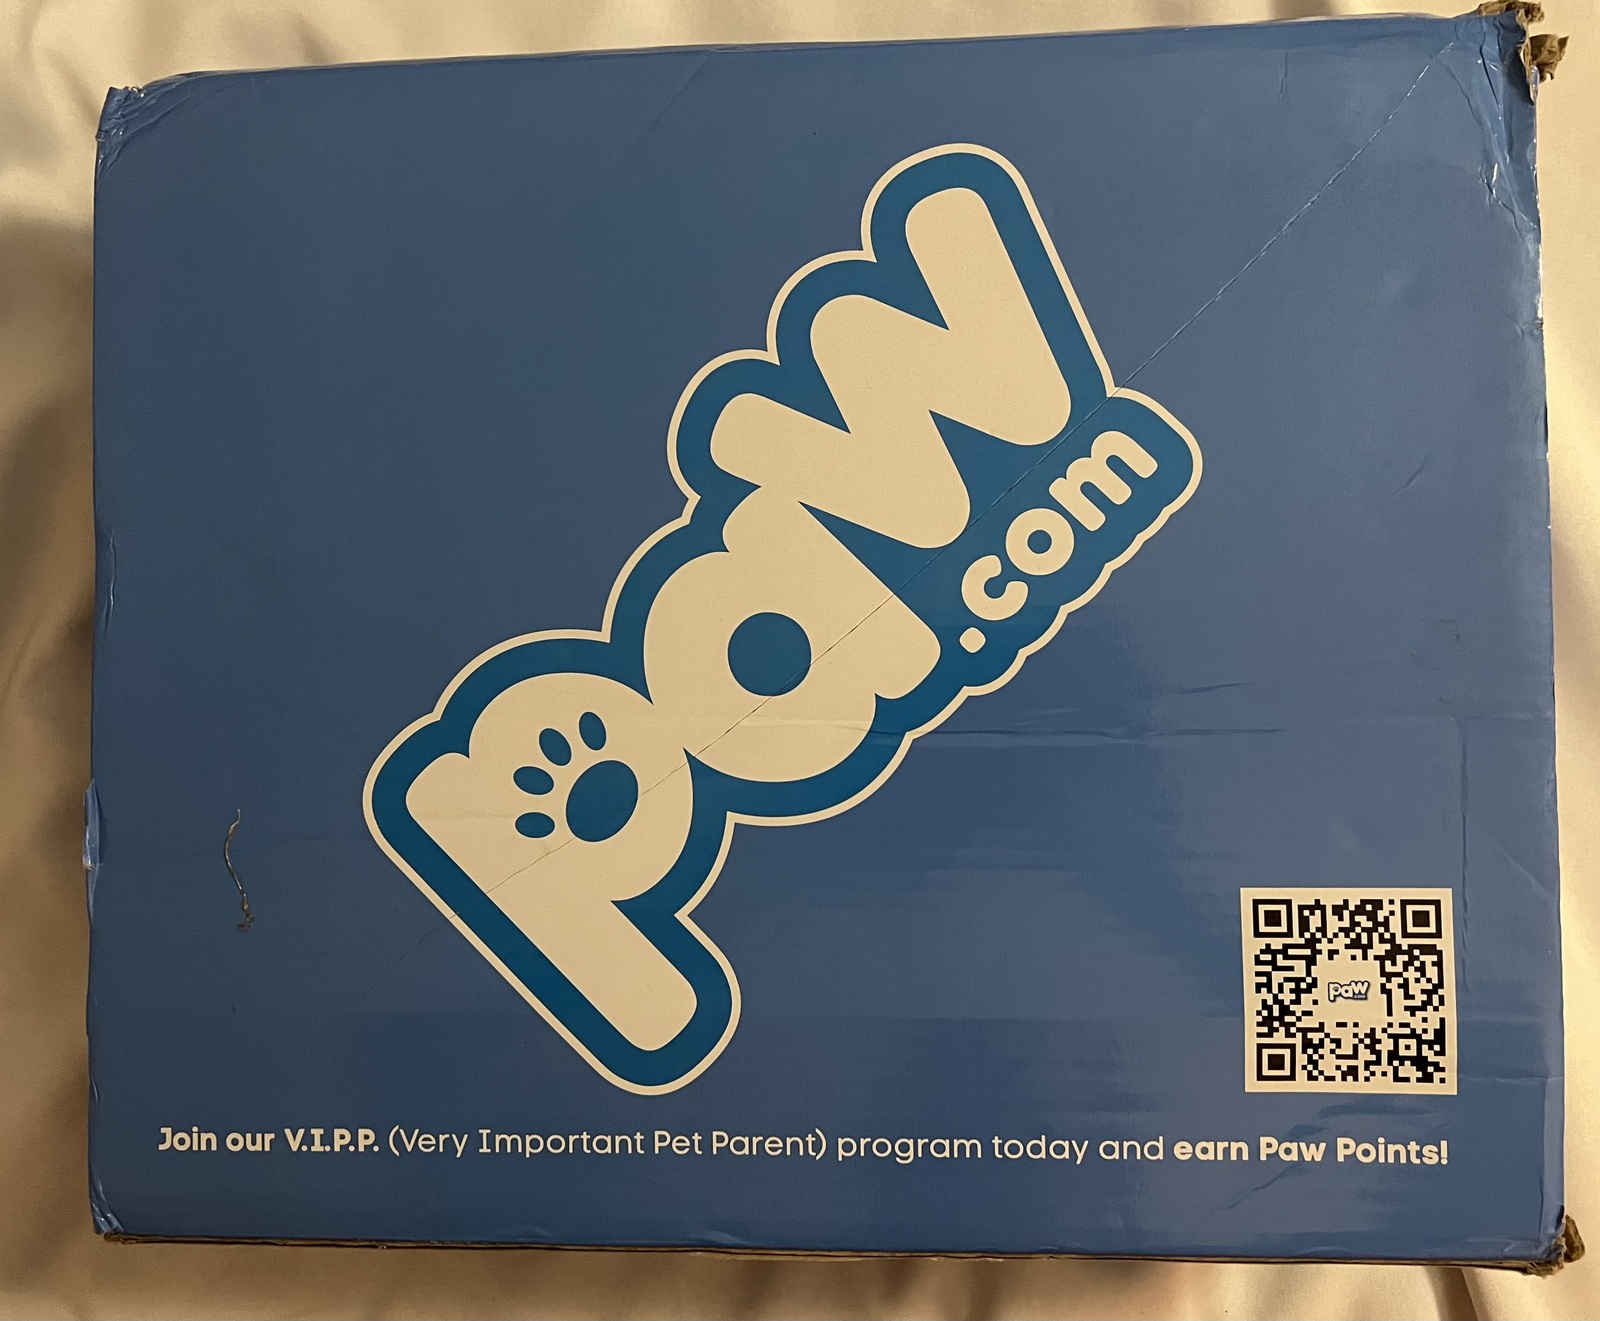 paw
.com
paw
Join our V.I.P.P. (Very Important Pet Parent) program today and earn Paw Points!